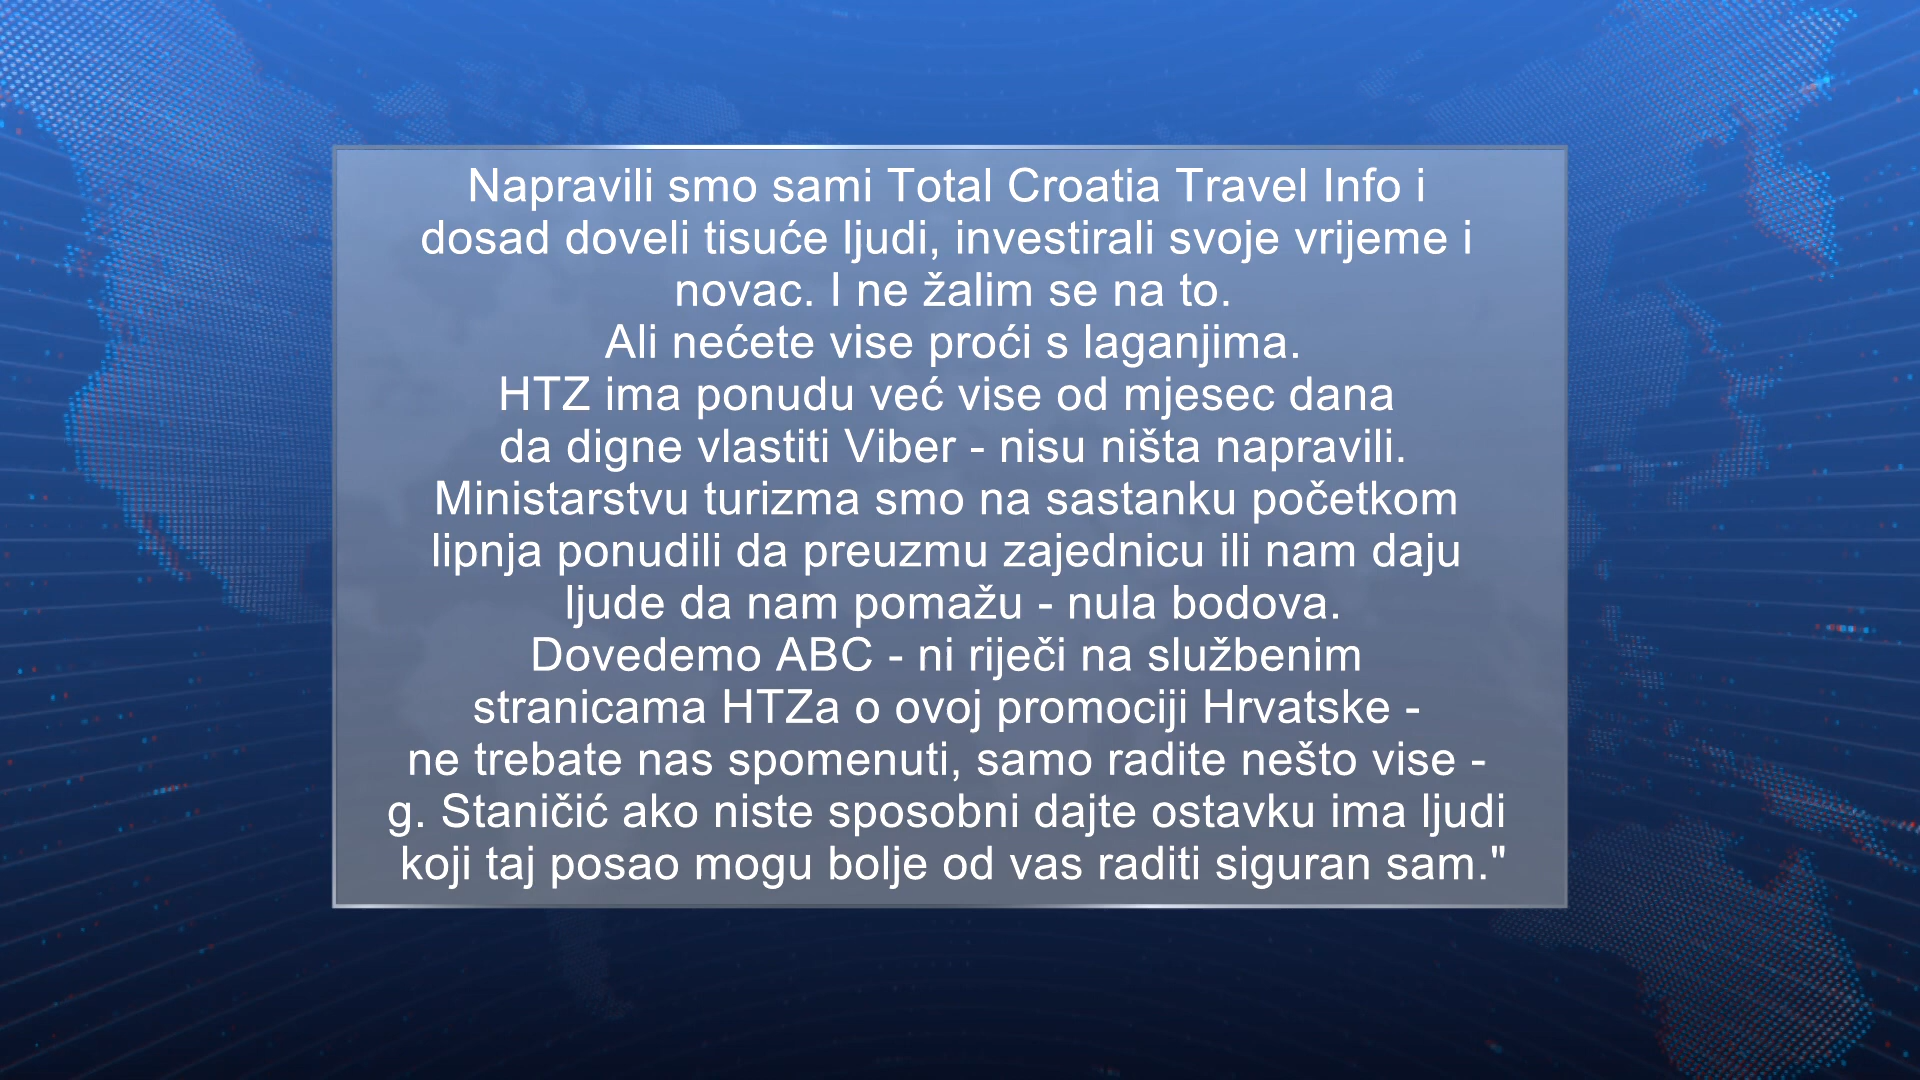 Napravili smo sami Total Croatia Travel Info i
dosad doveli tisuće ljudi, investirali svoje vrijeme i
novac. I ne žalim se na to.
Ali nećete vise proći s laganjima.
HTZ ima ponudu već vise od mjesec dana
da digne vlastiti Viber - nisu ništa napravili.
Ministarstvu turizma smo na sastanku početkom
lipnja ponudili da preuzmu zajednicu ili nam daju
ljude da nam pomažu - nula bodova.
Dovedemo ABC - ni riječi na službenim
stranicama HTZa o ovoj promociji Hrvatske -
ne trebate nas spomenuti, samo radite nešto vise -
g. Staničić ako niste sposobni dajte ostavku ima ljudi
koji taj posao mogu bolje od vas raditi siguran sam."